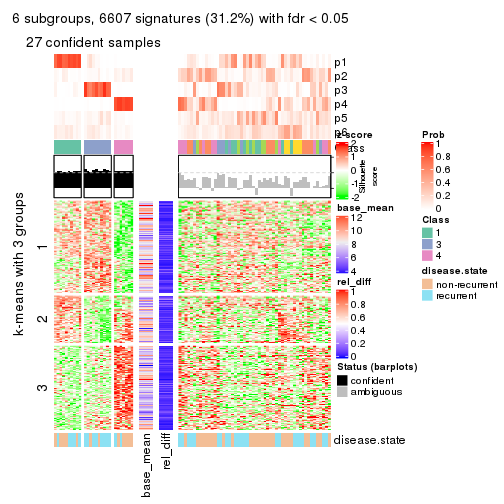 6 subgroups, 6607 signatures (31.2%) with fdr < 0.05
27 confident samples
p1
p2
p3
p4
p5
p6
Class
z-score
2
1
0
-1
-2
Silhouette
score
k-means with 3 groups
1
2
3
base_mean
12
10
8
6
4
rel_diff
1
0.8
0.6
0.4
0.2
0
Status (barplots)
confident
ambiguous
Prob
1
0.8
0.6
0.4
0.2
0
Class
1
3
4
disease.state
non-recurrent
recurrent
disease.state
base_mean
rel_diff